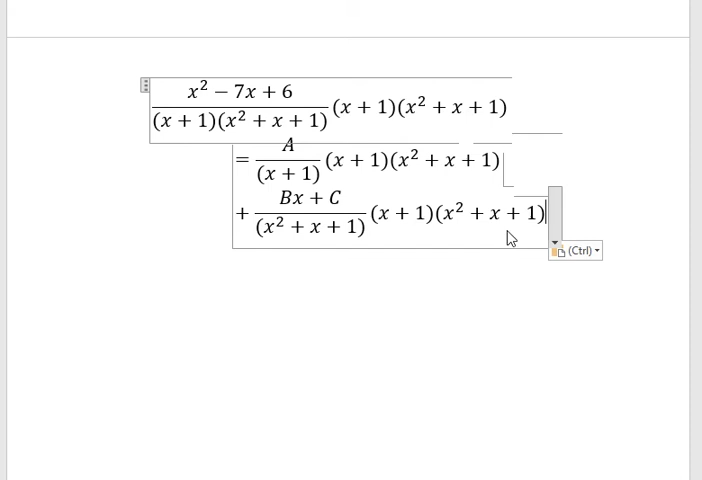 x² − 7x + 6
(x + 1)(x² + x + 1)
(x + 1)(x² + x + 1)
A
=
(x + 1)
(x + 1)(x² + x + 1)
Bx + C
+
(x² + x + 1)
(x + 1)(x² + x + 1)
(Ctrl)